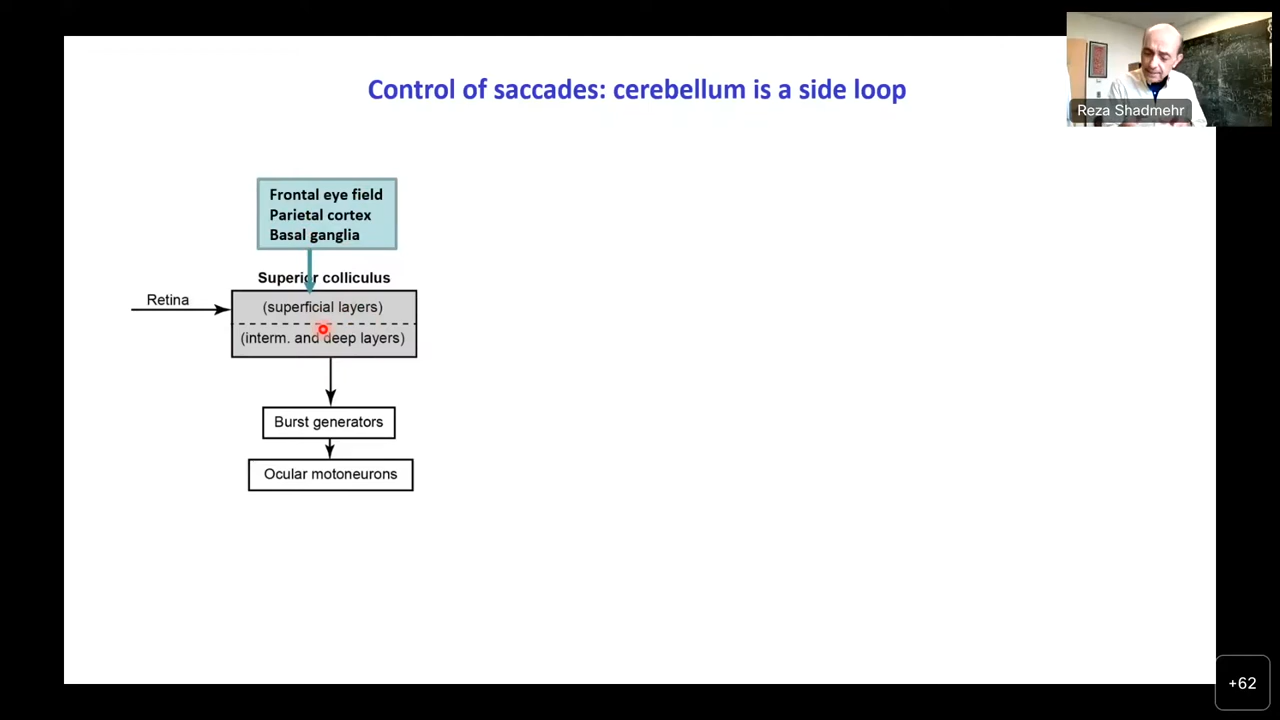 Control of saccades: cerebellum is a side loop
Reza Shadmehr
Frontal eye field
Parietal cortex
Basal ganglia
Superior colliculus
Retina
(superficial layers)
(interm. and deep layers)
Burst generators
Ocular motoneurons
+62